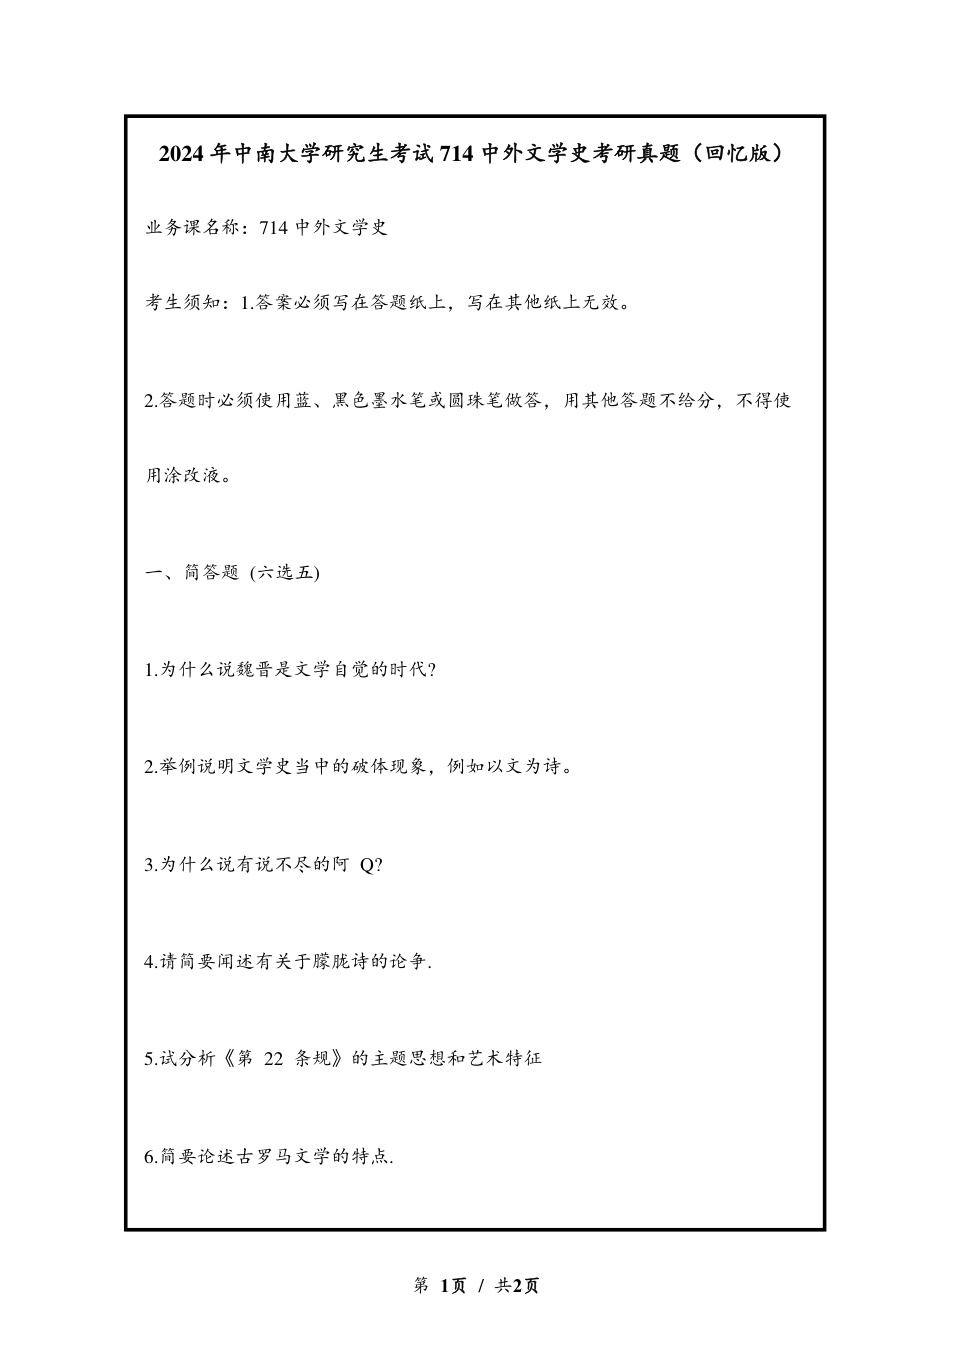 2024 年中南大学研究生考试 714 中外文学史考研真题（回忆版）
业务课名称：714 中外文学史
考生须知：1.答案必须写在答题纸上，写在其他纸上无效。
2.答题时必须使用蓝、黑色墨水笔或圆珠笔做答，用其他答题不给分，不得使
用涂改液。
一、简答题 (六选五)
1.为什么说魏晋是文学自觉的时代?
2.举例说明文学史当中的破体现象，例如以文为诗。
3.为什么说有说不尽的阿 Q?
4.请简要闻述有关于朦胧诗的论争.
5.试分析《第 22 条规》的主题思想和艺术特征
6.简要论述古罗马文学的特点.
第 1页 / 共2页